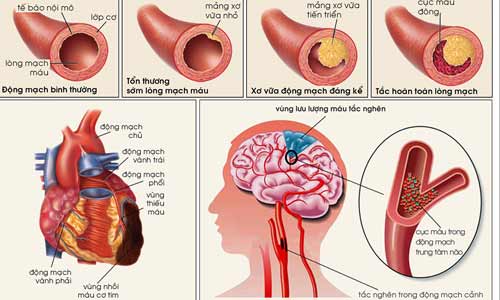 tế bào nội mô
lớp cơ
lòng mạch
máu
Động mạch bình thường
mảng xơ
vữa nhỏ
Tổn thương
sớm lòng mạch máu
mảng xơ vữa
tiến triển
Xơ vữa động mạch đáng kể
cục máu
đông
Tắc hoàn toàn lòng mạch
động mạch
chủ
động mạch
vành trái
động mạch
phổi
vùng
thiếu
máu
động mạch
vành phải
vùng nhồi
máu cơ tim
vùng lưu lượng máu tắc nghẽn
cục máu trong
động mạch
trung tâm não
tắc nghẽn trong động mạch cảnh